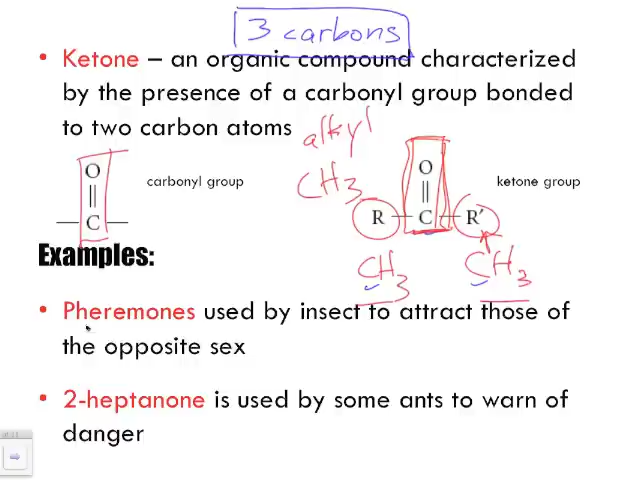 3 carbons
• Ketone – an organic compound characterized
by the presence of a carbonyl group bonded
to two carbon atoms
alkyl
CH3
O
C
carbonyl group
O
R C R′
ketone group
CH3 CH3
Examples:
• Pheremones used by insect to attract those of
the opposite sex
• 2-heptanone is used by some ants to warn of
danger